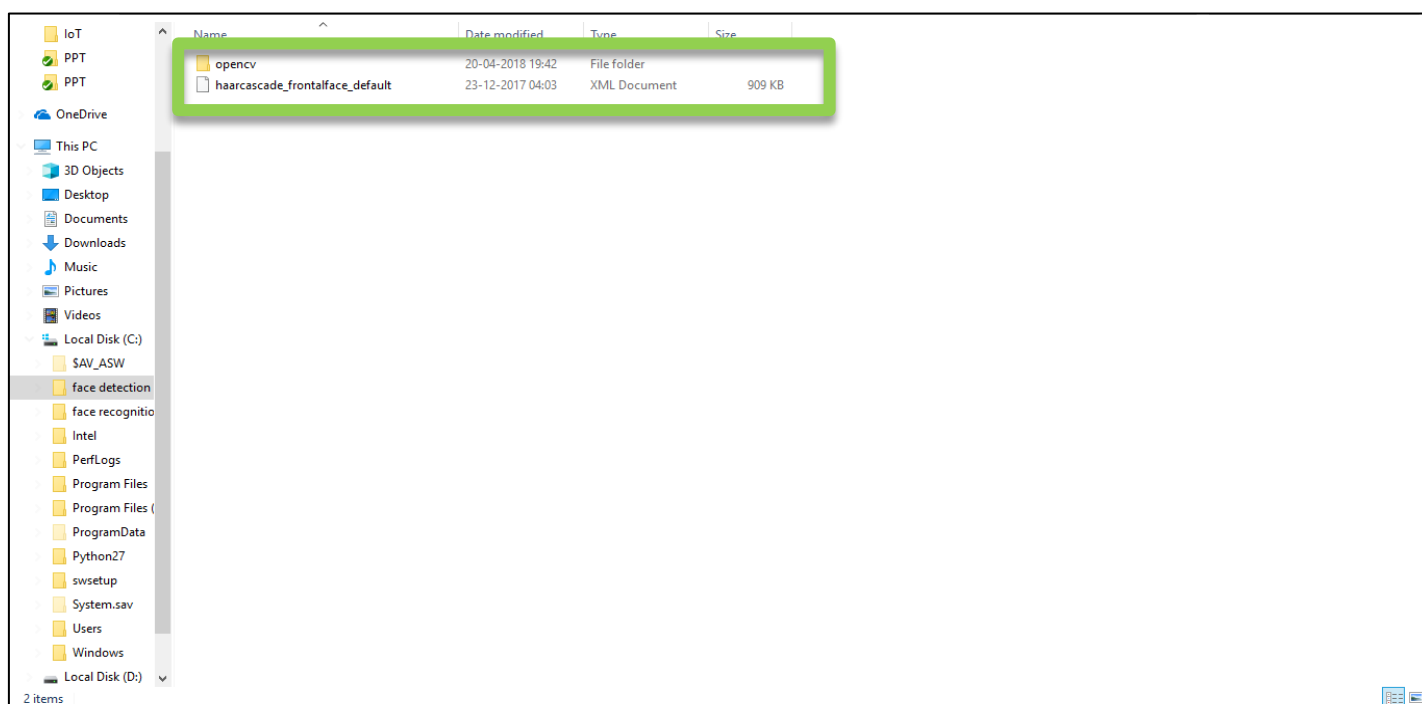 IoT
PPT
PPT
OneDrive
This PC
3D Objects
Desktop
Documents
Downloads
Music
Pictures
Videos
Local Disk (C:)
$AV_ASW
face detection
face recognitio
Intel
PerfLogs
Program Files
Program Files (
ProgramData
Python27
swsetup
System.sav
Users
Windows
Local Disk (D:)
2 items
Name Date modified Type Size
opencv 20-04-2018 19:42 File folder
haarcascade_frontalface_default 23-12-2017 04:03 XML Document 909 KB